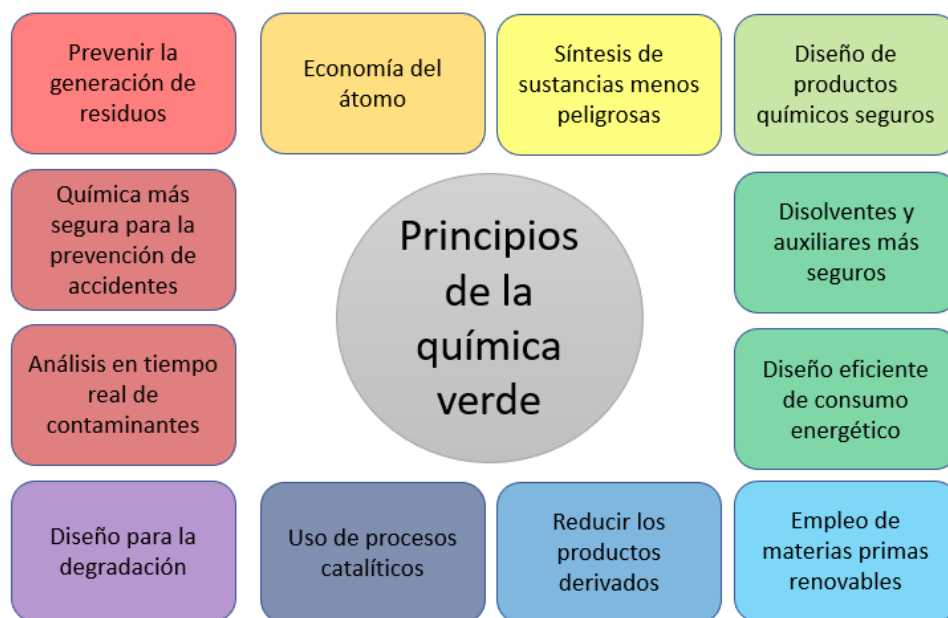 Prevenir la
generación de
residuos
Economía del
átomo
Síntesis de
sustancias menos
peligrosas
Diseño de
productos
químicos seguros
Química más
segura para la
prevención de
accidentes
Principios
de la
química
verde
Disolventes y
auxiliares más
seguros
Análisis en tiempo
real de
contaminantes
Diseño eficiente
de consumo
energético
Diseño para la
degradación
Uso de procesos
catalíticos
Reducir los
productos
derivados
Empleo de
materias primas
renovables